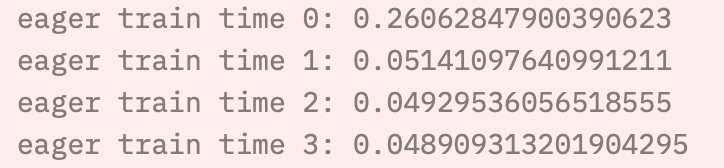 eager train time 0: 0.26062847900390623
eager train time 1: 0.05141097640991211
eager train time 2: 0.04929536056518555
eager train time 3: 0.048909313201904295